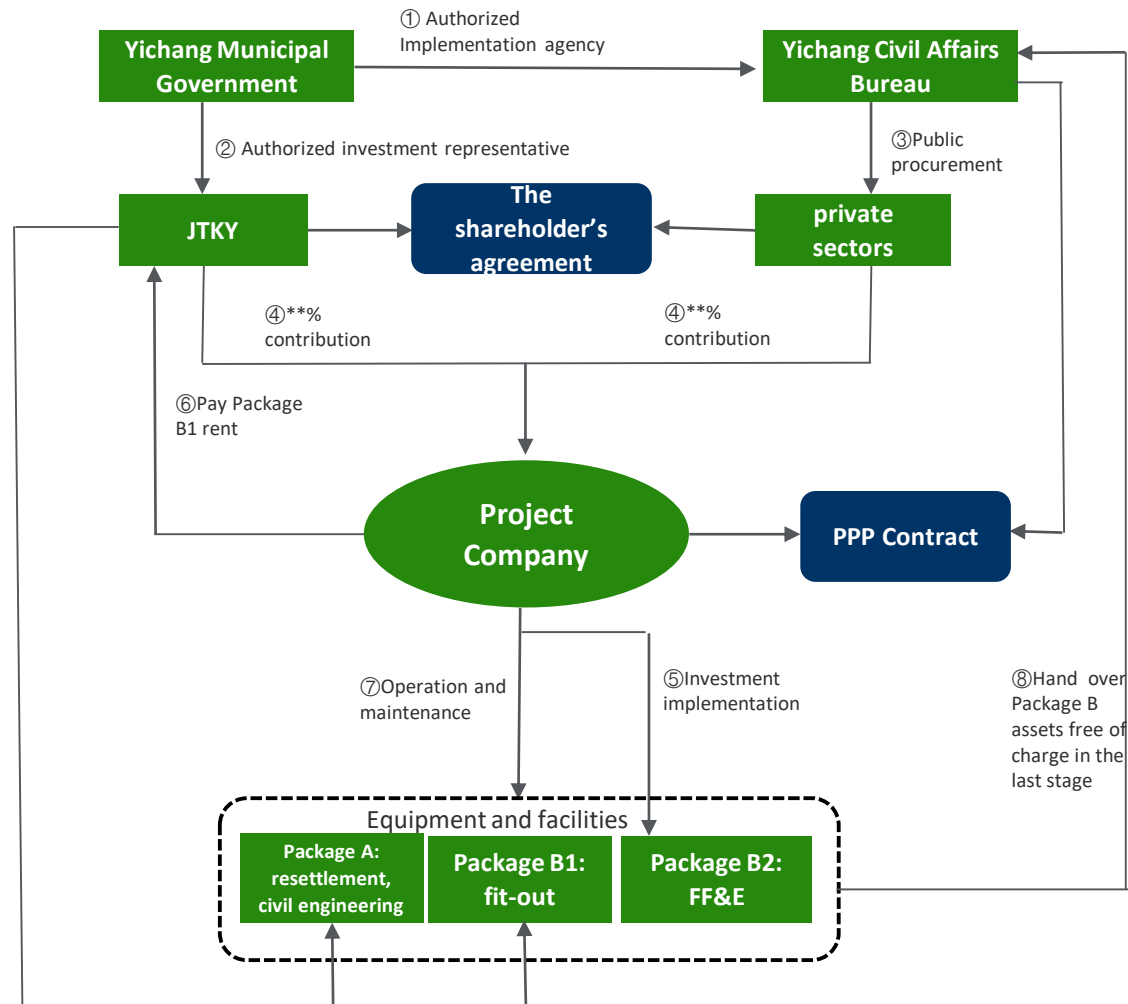 ① Authorized
Implementation agency
Yichang Municipal
Government
Yichang Civil Affairs
Bureau
② Authorized investment representative
③Public
procurement
JTKY
The
shareholder's
agreement
private
sectors
④**%
contribution
④**%
contribution
⑥Pay Package
B1 rent
Project
Company
PPP Contract
⑦Operation and
maintenance
⑤Investment
implementation
⑧Hand over
Package B
assets free of
charge in the
last stage
Equipment and facilities
Package A:
resettlement,
civil engineering
Package B1:
fit-out
Package B2:
FF&E